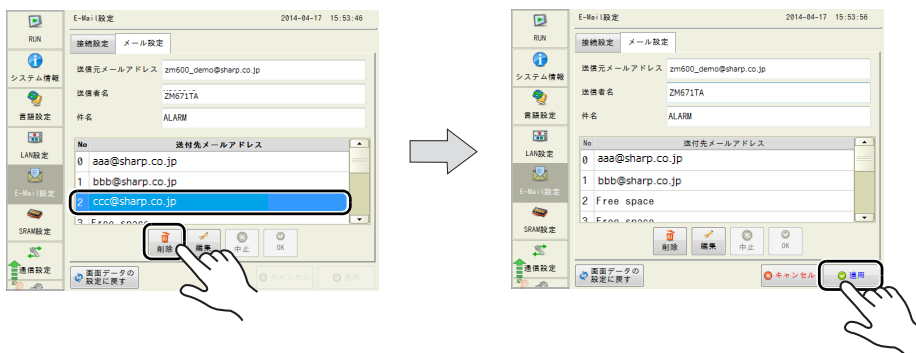 E-Mail設定 2014-04-17 15:53:46
RUN
システム情報
言語設定
LAN設定
E-Mail設定
SRAM設定
通信設定
接続設定 メール設定
送信元メールアドレス zm600_demo@sharp.co.jp
送信者名 ZM671TA
件名 ALARM
No 送付先メールアドレス
0 aaa@sharp.co.jp
1 bbb@sharp.co.jp
2 ccc@sharp.co.jp
3 Free space
削除 編集 中止 OK
画面データの
設定に戻す
キャンセル 適用
E-Mail設定 2014-04-17 15:53:56
RUN
システム情報
言語設定
LAN設定
E-Mail設定
SRAM設定
通信設定
接続設定 メール設定
送信元メールアドレス zm600_demo@sharp.co.jp
送信者名 ZM671TA
件名 ALARM
No 送付先メールアドレス
0 aaa@sharp.co.jp
1 bbb@sharp.co.jp
2 Free space
3 Free space
削除 編集 中止 OK
画面データの
設定に戻す
キャンセル 適用